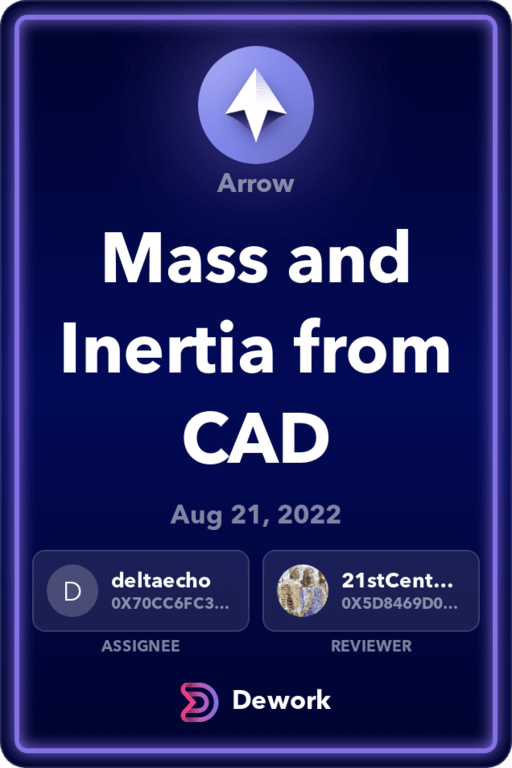 Arrow
Mass and
Inertia from
CAD
Aug 21, 2022
D
deltaecho
0X70CC6FC3...
21stCent...
0X5D8469D0...
ASSIGNEE
REVIEWER
Dework